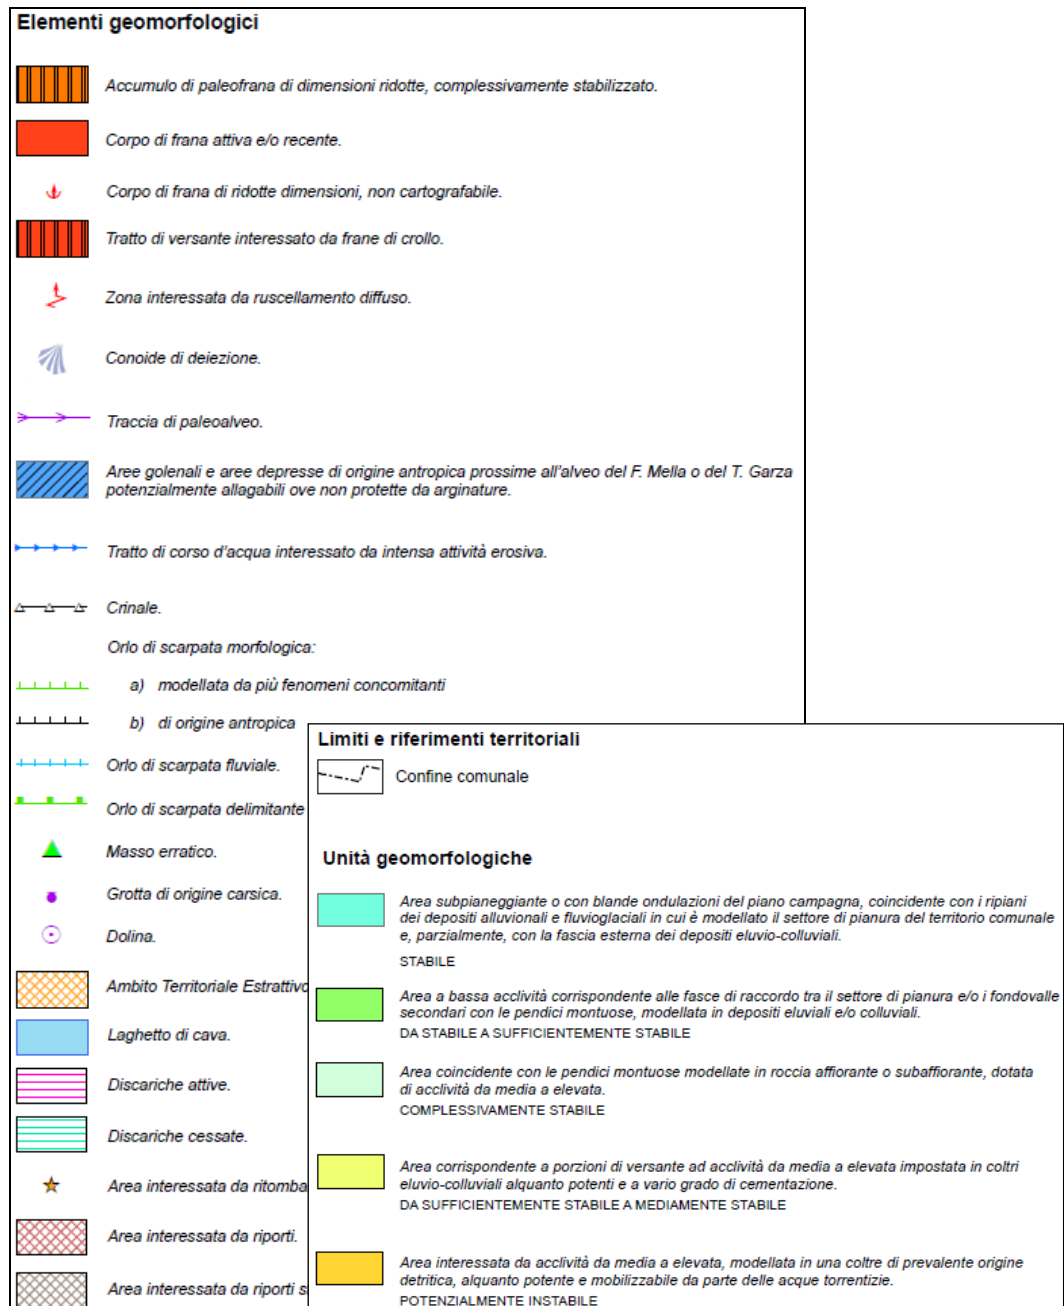 Elementi geomorfologici
Accumulo di paleofrana di dimensioni ridotte, complessivamente stabilizzato.
Corpo di frana attiva e/o recente.
Corpo di frana di ridotte dimensioni, non cartografabile.
Tratto di versante interessato da frane di crollo.
Zona interessata da ruscellamento diffuso.
Conoide di deiezione.
Traccia di paleoalveo.
Aree golenali e aree depresse di origine antropica prossime all'alveo del F. Mella o del T. Garza
potenzialmente allagabili ove non protette da arginature.
Tratto di corso d'acqua interessato da intensa attività erosiva.
Crinale.
Orlo di scarpata morfologica:
a) modellata da più fenomeni concomitanti
b) di origine antropica
Orlo di scarpata fluviale.
Orlo di scarpata delimitante
Masso erratico.
Grotta di origine carsica.
Dolina.
Ambito Territoriale Estrattivo
Laghetto di cava.
Discariche attive.
Discariche cessate.
Area interessata da ritomba
Area interessata da riporti.
Area interessata da riporti
Limiti e riferimenti territoriali
Confine comunale
Unità geomorfologiche
Area subpianeggiante o con blande ondulazioni del piano campagna, coincidente con i ripiani
dei depositi alluvionali e fluvioglaciali in cui è modellato il settore di pianura del territorio comunale
e, parzialmente, con la fascia esterna dei depositi eluvio-colluviali.
STABILE
Area a bassa acclività corrispondente alle fasce di raccordo tra il settore di pianura e/o i fondovalle
secondari con le pendici montuose, modellata in depositi eluviali e/o colluviali.
DA STABILE A SUFFICIENTEMENTE STABILE
Area coincidente con le pendici montuose modellate in roccia affiorante o subaffiorante, dotata
di acclività da media a elevata.
COMPLESSIVAMENTE STABILE
Area corrispondente a porzioni di versante ad acclività da media a elevata impostata in coltri
eluvio-colluviali alquanto potenti e a vario grado di cementazione.
DA SUFFICIENTEMENTE STABILE A MEDIAMENTE STABILE
Area interessata da acclività da media a elevata, modellata in una coltre di prevalente origine
detritica, alquanto potente e mobilizzabile da parte delle acque torrentizie.
POTENZIALMENTE INSTABILE